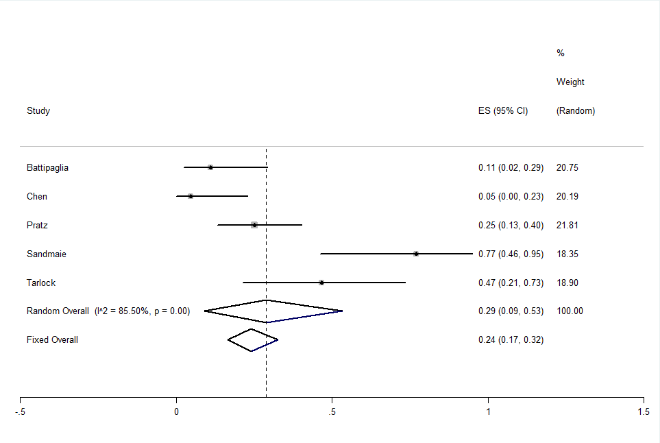 %
Weight
Study ES (95% CI) (Random)
Battipaglia 0.11 (0.02, 0.29) 20.75
Chen 0.05 (0.00, 0.23) 20.19
Pratz 0.25 (0.13, 0.40) 21.81
Sandmaie 0.77 (0.46, 0.95) 18.35
Tarlock 0.47 (0.21, 0.73) 18.90
Random Overall (I^2 = 85.50%, p = 0.00) 0.29 (0.09, 0.53) 100.00
Fixed Overall 0.24 (0.17, 0.32)
-.5 0 .5 1 1.5